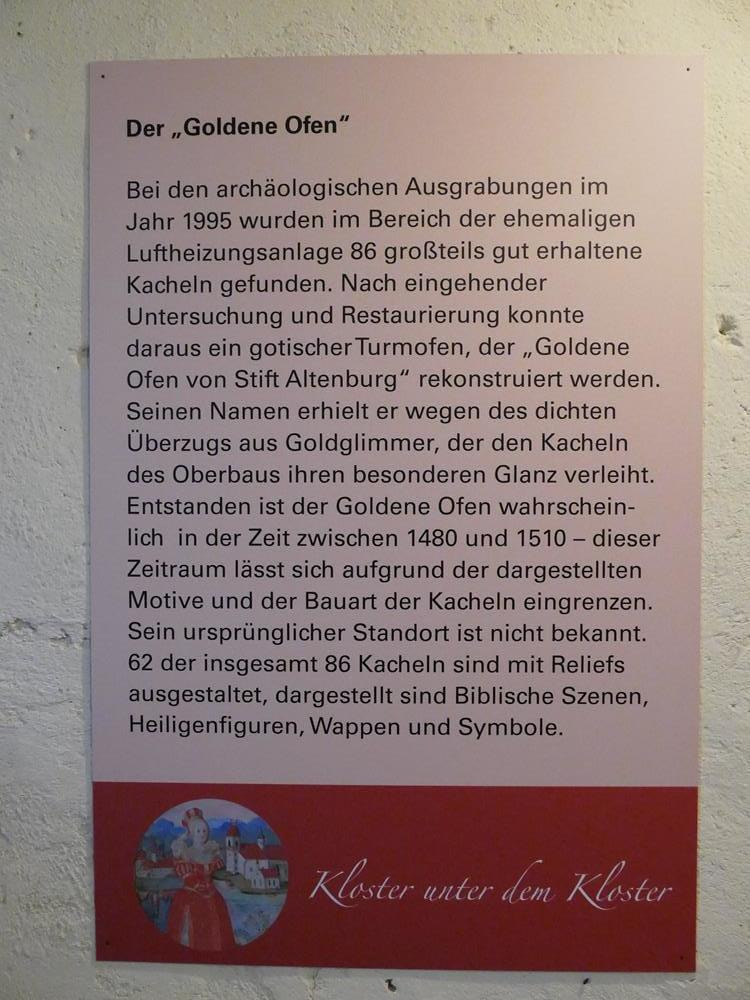 Der „Goldene Ofen“
Bei den archäologischen Ausgrabungen im
Jahr 1995 wurden im Bereich der ehemaligen
Luftheizungsanlage 86 großteils gut erhaltene
Kacheln gefunden. Nach eingehender
Untersuchung und Restaurierung konnte
daraus ein gotischer Turmofen, der „Goldene
Ofen von Stift Altenburg“ rekonstruiert werden.
Seinen Namen erhielt er wegen des dichten
Überzugs aus Goldglimmer, der den Kacheln
des Oberbaus ihren besonderen Glanz verleiht.
Entstanden ist der Goldene Ofen wahrschein-
lich in der Zeit zwischen 1480 und 1510 – dieser
Zeitraum lässt sich aufgrund der dargestellten
Motive und der Bauart der Kacheln eingrenzen.
Sein ursprünglicher Standort ist nicht bekannt.
62 der insgesamt 86 Kacheln sind mit Reliefs
ausgestaltet, dargestellt sind Biblische Szenen,
Heiligenfiguren, Wappen und Symbole.
Kloster unter dem Kloster